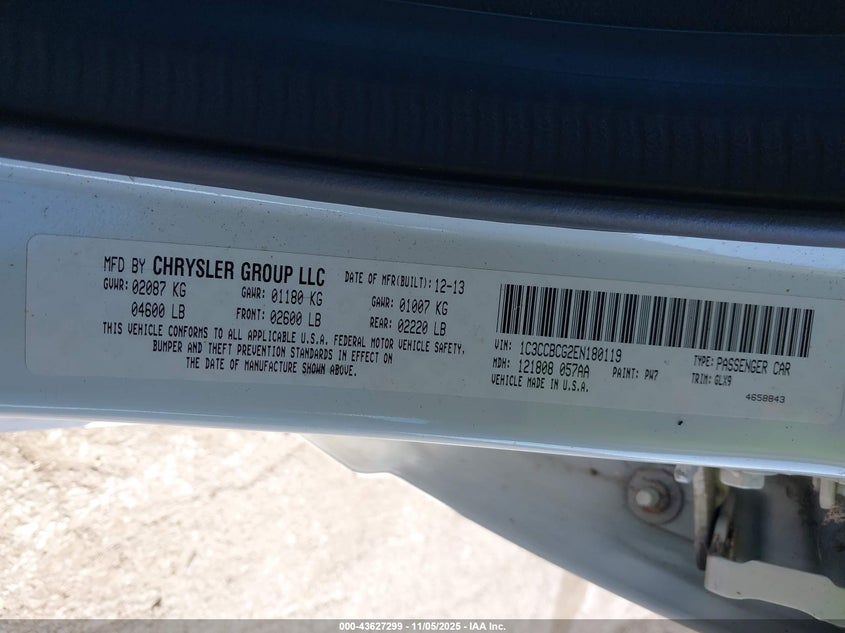 MFD BY CHRYSLER GROUP LLC DATE OF MFR(BUILT): 12-13
GVWR: 02087 KG GAWR: 01180 KG GAWR: 01007 KG
04600 LB FRONT: 02600 LB REAR: 02220 LB
THIS VEHICLE CONFORMS TO ALL APPLICABLE U.S.A. FEDERAL MOTOR VEHICLE SAFETY,
BUMPER AND THEFT PREVENTION STANDARDS IN EFFECT ON
THE DATE OF MANUFACTURE SHOWN ABOVE.
VIN: 1C3CCBCG2EN180119 TYPE: PASSENGER CAR
MDH: 121808 057AA PAINT: PW7 TRIM: GLX9
VEHICLE MADE IN U.S.A. 4658843
000-43627299 - 11/05/2025 - IAA Inc.